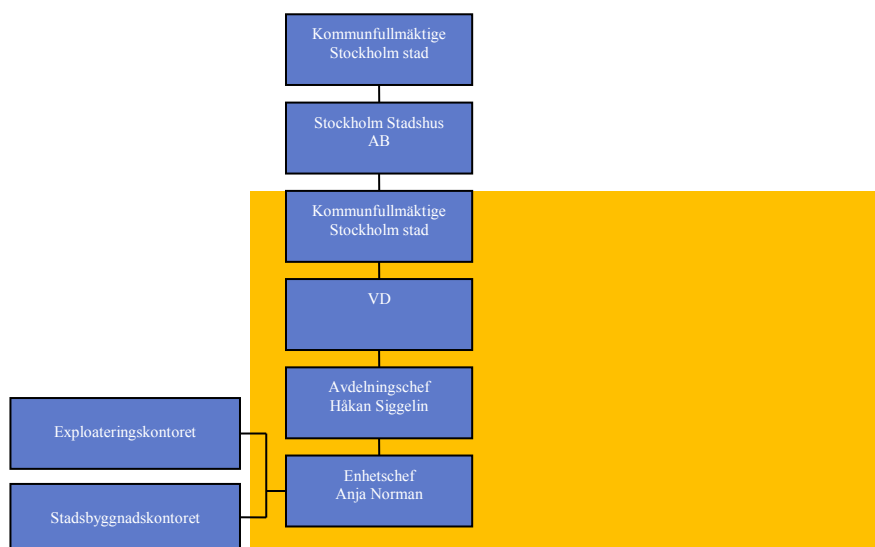 Kommunfullmäktige
Stockholm stad
Stockholm Stadshus
AB
Kommunfullmäktige
Stockholm stad
VD
Avdelningschef
Håkan Siggelin
Exploateringskontoret
Enhetschef
Anja Norman
Stadsbyggnadskontoret